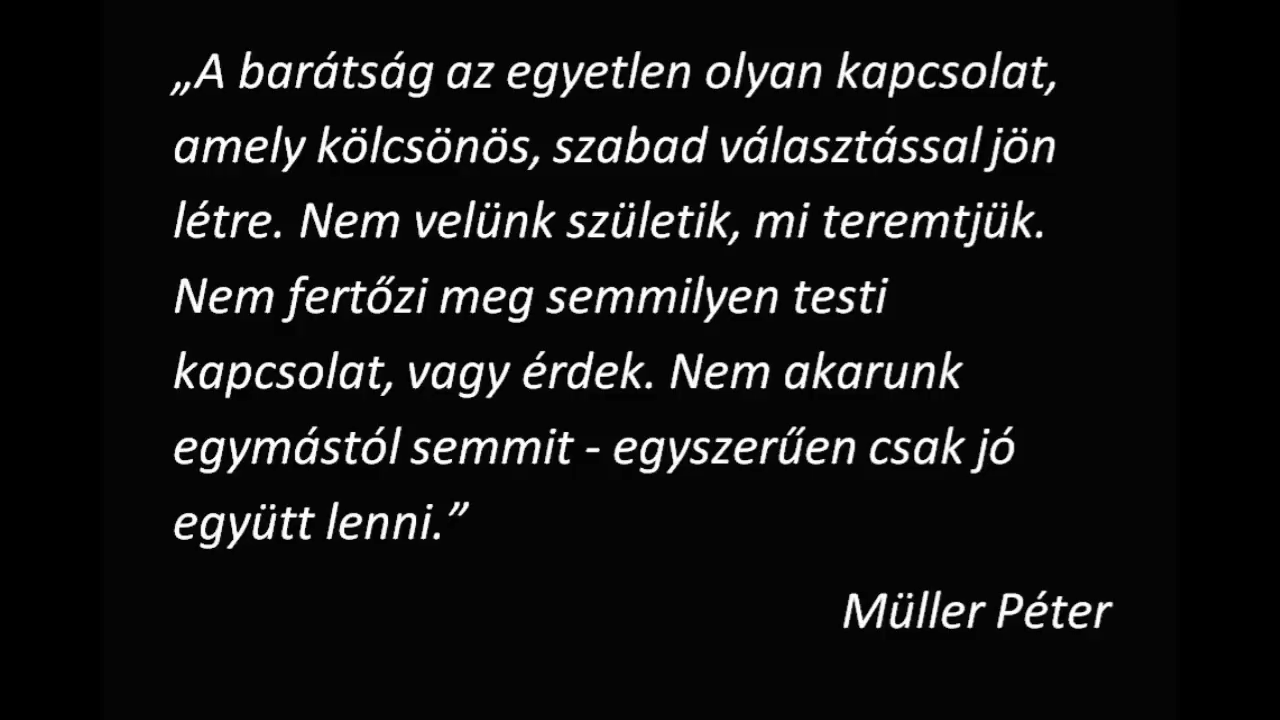 „A barátság az egyetlen olyan kapcsolat,
amely kölcsönös, szabad választással jön
létre. Nem velünk születik, mi teremtjük.
Nem fertőzi meg semmilyen testi
kapcsolat, vagy érdek. Nem akarunk
egymástól semmit - egyszerűen csak jó
együtt lenni.”
Müller Péter